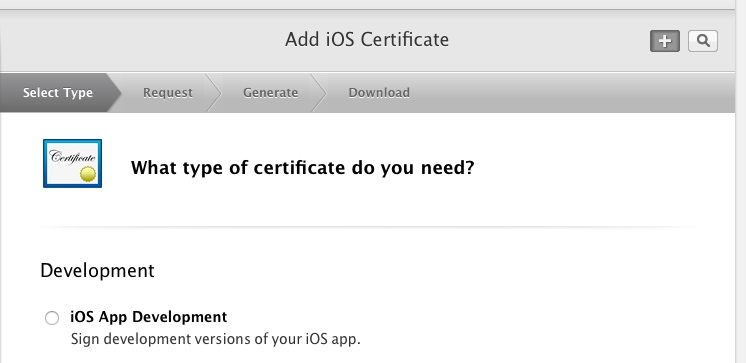 Add iOS Certificate
Select Type Request Generate Download
Certificate
What type of certificate do you need?
Development
iOS App Development
Sign development versions of your iOS app.